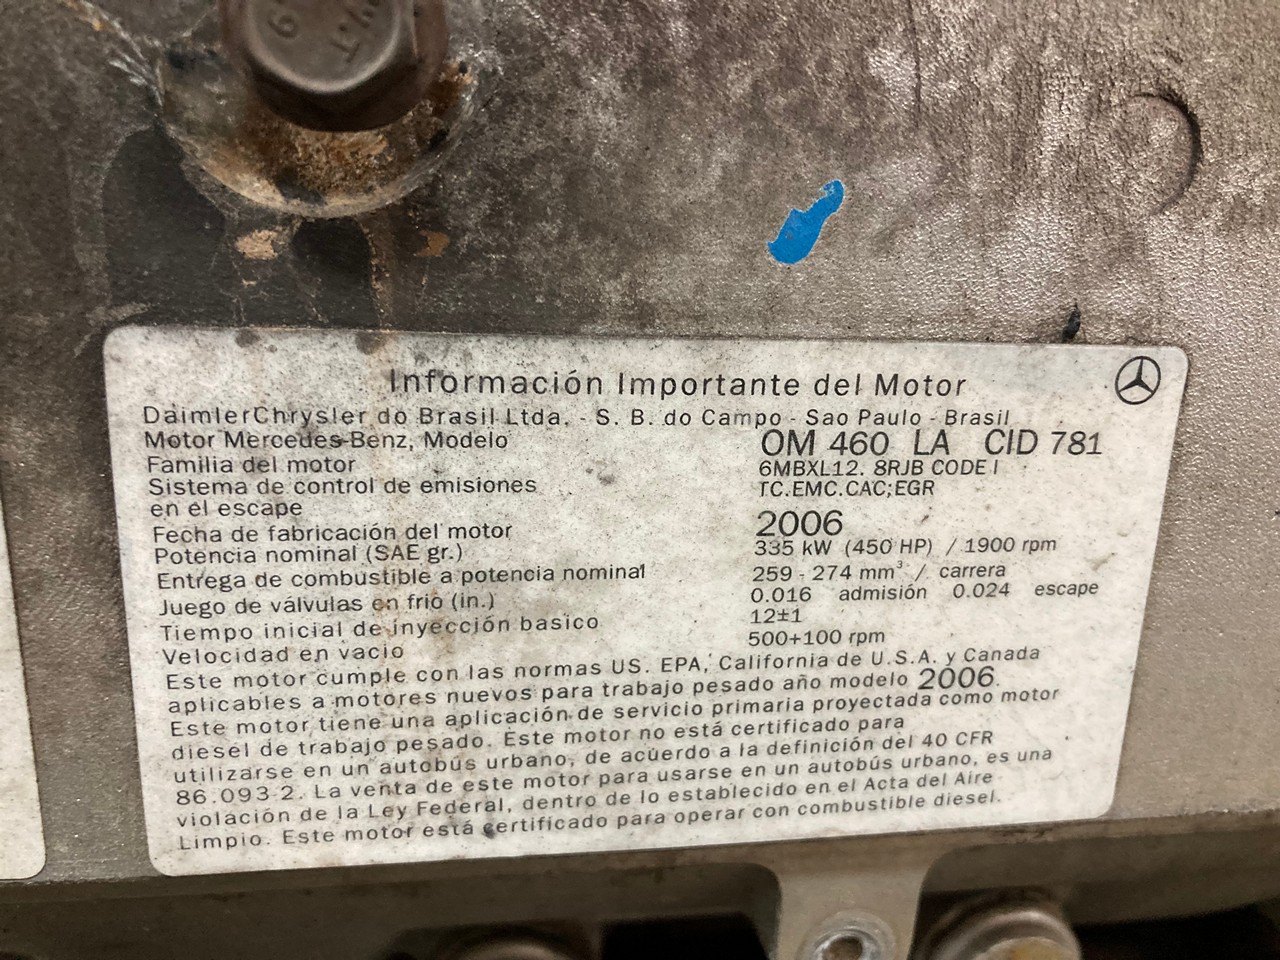 Información Importante del Motor
DaimlerChrysler do Brasil Ltda. - S. B. do Campo - Sao Paulo - Brasil
Motor Mercedes-Benz, Modelo OM 460 LA CID 781
Familia del motor 6MBXL12. 8RJB CODE I
Sistema de control de emisiones TC.EMC.CAC;EGR
en el escape
Fecha de fabricación del motor 2006
Potencia nominal (SAE gr.) 335 kW (450 HP) / 1900 rpm
Entrega de combustible a potencia nominal 259 - 274 mm³ / carrera
Juego de válvulas en frio (in.) 0.016 admisión 0.024 escape
Tiempo inicial de inyección basico 12±1
Velocidad en vacio 500+100 rpm
Este motor cumple con las normas US. EPA, California de U.S.A. y Canada
aplicables a motores nuevos para trabajo pesado año modelo 2006.
Este motor tiene una aplicación de servicio primaria proyectada como motor
diesel de trabajo pesado. Este motor no está certificado para
utilizarse en un autobús urbano, de acuerdo a la definición del 40 CFR
86.093 2. La venta de este motor para usarse en un autobús urbano, es una
violación de la Ley Federal, dentro de lo establecido en el Acta del Aire
Limpio. Este motor está certificado para operar con combustible diesel.